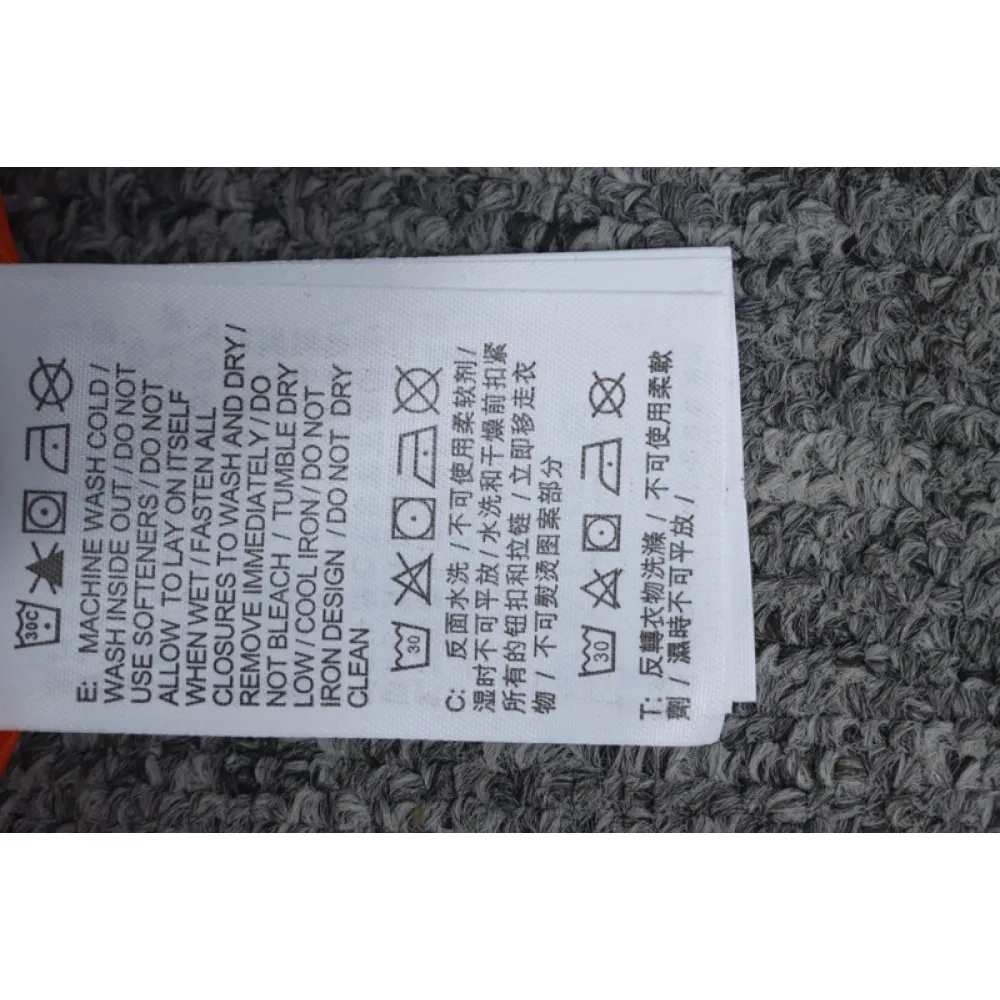 30C
E: MACHINE WASH COLD /
WASH INSIDE OUT / DO NOT
USE SOFTENERS / DO NOT
ALLOW TO LAY ON ITSELF
WHEN WET / FASTEN ALL
CLOSURES TO WASH AND DRY /
REMOVE IMMEDIATELY / DO
NOT BLEACH / TUMBLE DRY
LOW / COOL IRON / DO NOT
IRON DESIGN / DO NOT DRY
CLEAN
30
C: 反面水洗 / 不可使用柔软剂 /
湿时不可平放 / 水洗和干燥前扣紧
所有的钮扣和拉链 / 立即移走衣
物 / 不可熨烫图案部分
30
T: 反轉衣物洗滌 / 不可使用柔軟
劑 / 濕時不可平放 /